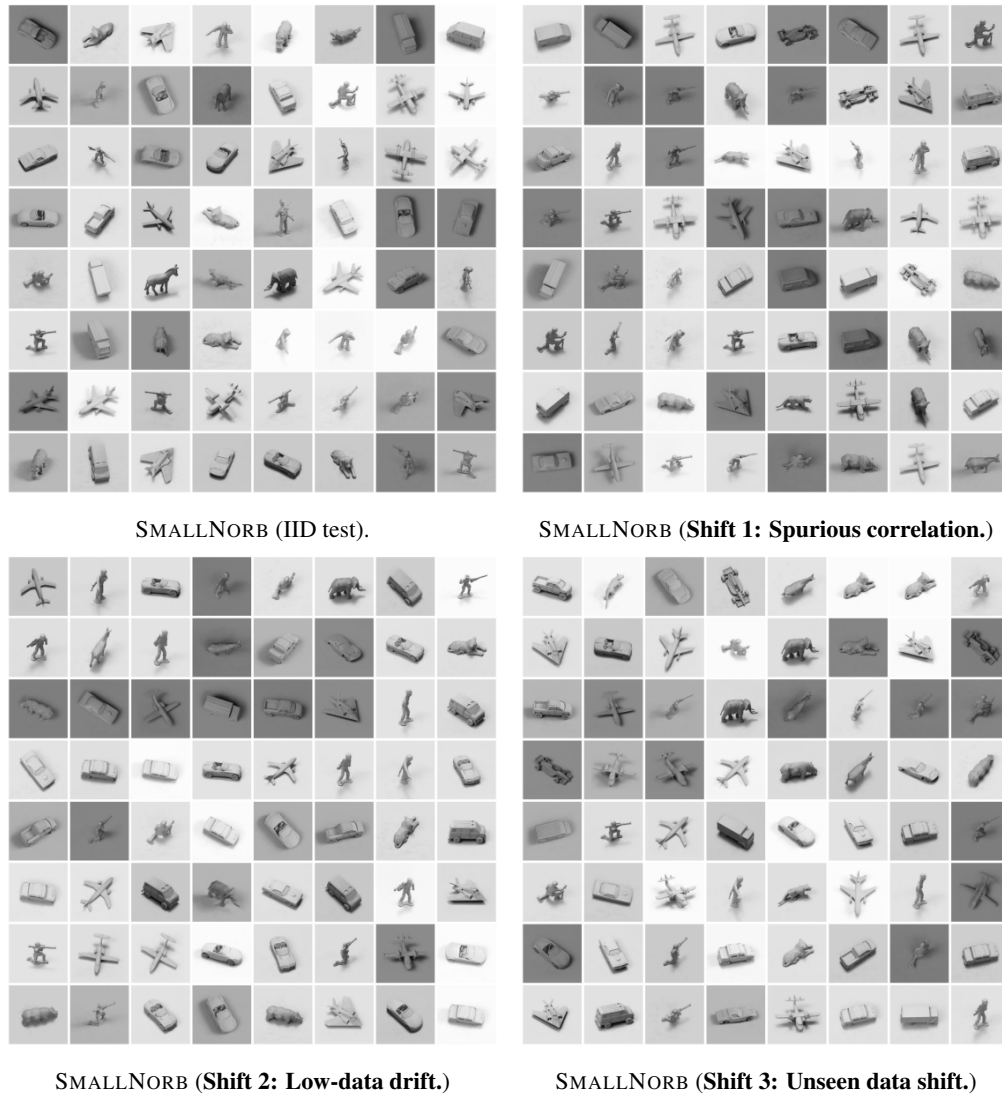 SMALLNORB (IID test).
SMALLNORB (Shift 1: Spurious correlation.)
SMALLNORB (Shift 2: Low-data drift.)
SMALLNORB (Shift 3: Unseen data shift.)